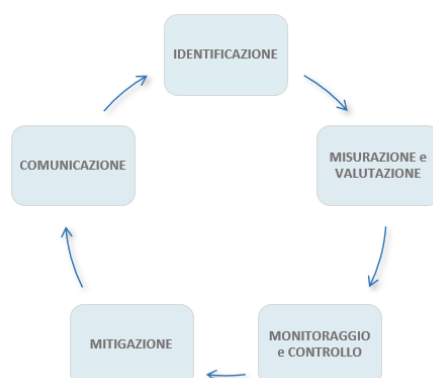 IDENTIFICAZIONE
MISURAZIONE e
VALUTAZIONE
MONITORAGGIO
e CONTROLLO
MITIGAZIONE
COMUNICAZIONE